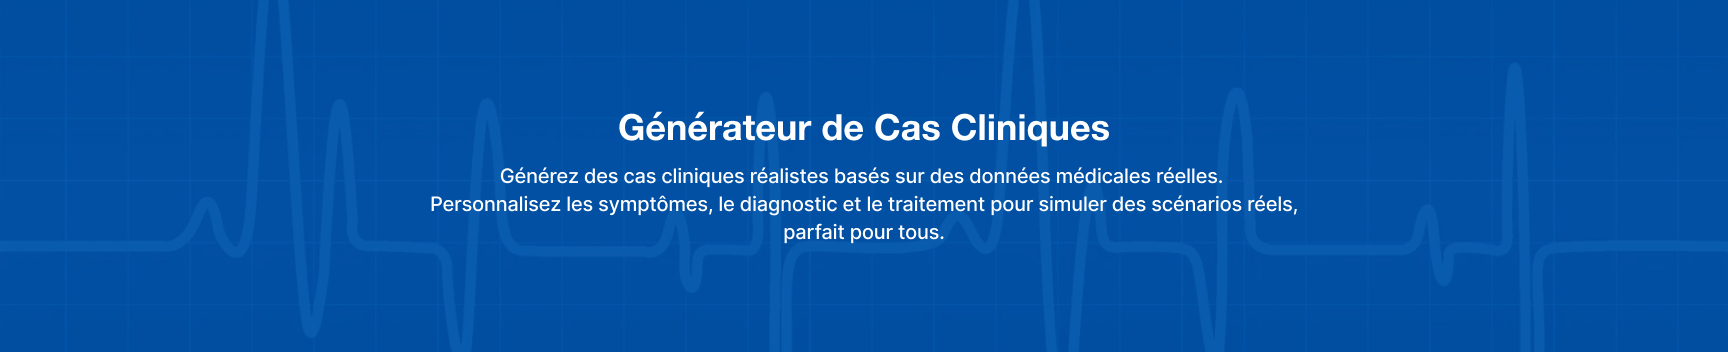 Générateur de Cas Cliniques
Générez des cas cliniques réalistes basés sur des données médicales réelles.
Personnalisez les symptômes, le diagnostic et le traitement pour simuler des scénarios réels,
parfait pour tous.